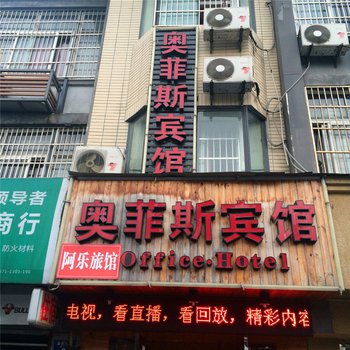 奥菲斯宾馆
奥菲斯宾馆
Office·Hotel
阿乐旅馆
电视，看直播，看回放，精彩内容
领导者
商行
防火材料